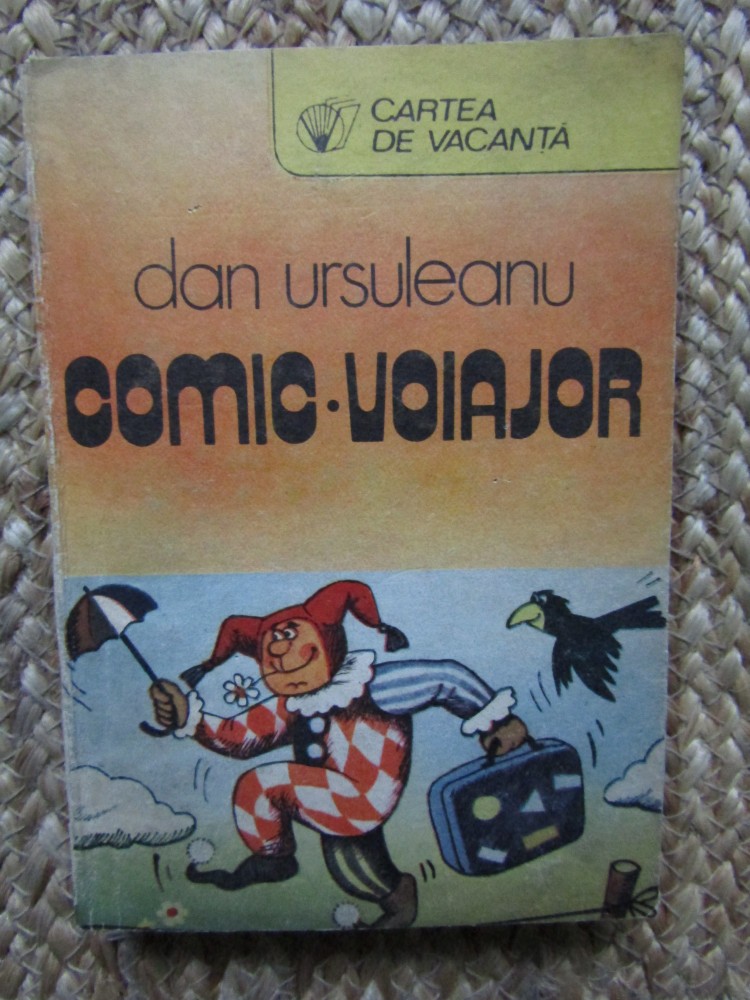 CARTEA
DE VACANȚĂ
dan ursuleanu
COMIC·VOIAJOR